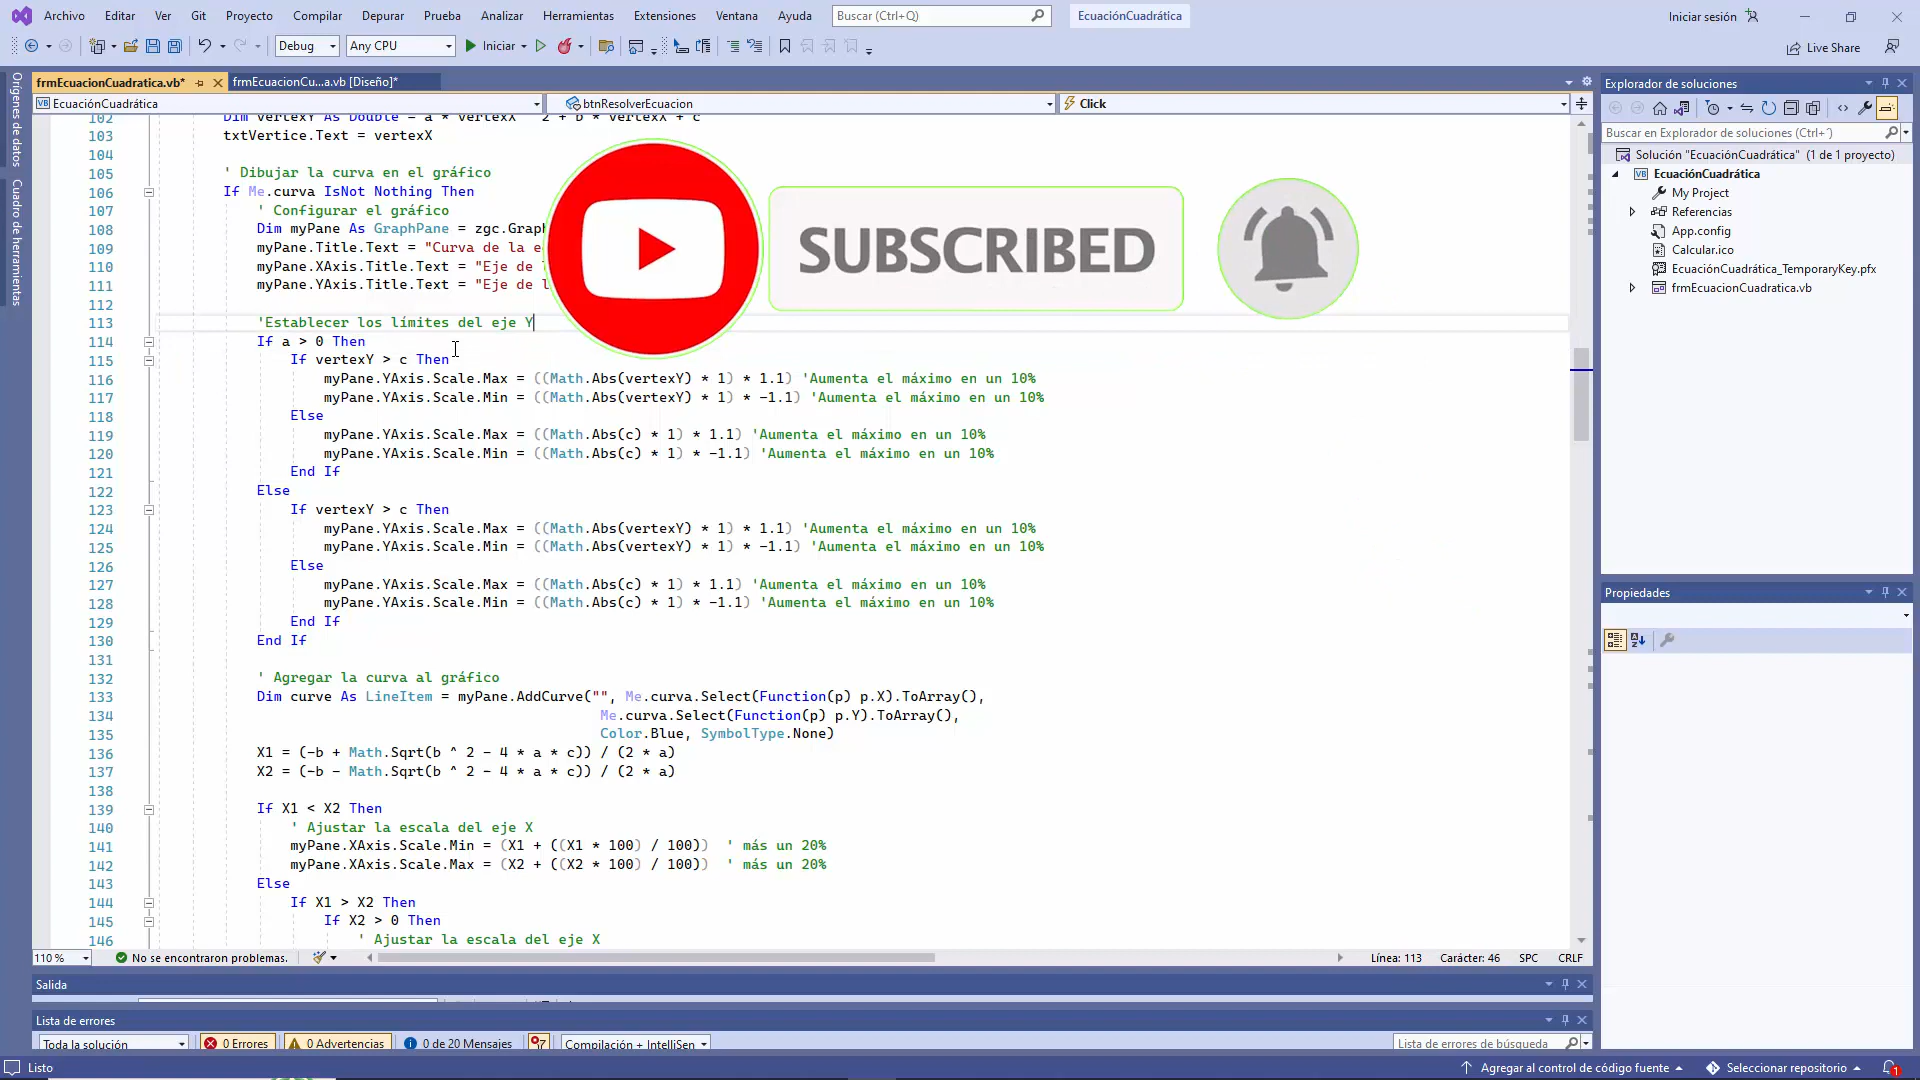 Archivo Editar Ver Git Proyecto Compilar Depurar Prueba Analizar Herramientas Extensiones Ventana Ayuda Buscar (Ctrl+Q) EcuaciónCuadrática Iniciar sesión
Debug Any CPU Iniciar Live Share
frmEcuacionCuadratica.vb* frmEcuacionCu...a.vb [Diseño]* Explorador de soluciones
EcuaciónCuadrática btnResolverEcuacion Click
Orígenes de datos
Cuadro de herramientas
Buscar en Explorador de soluciones (Ctrl+´)
Solución "EcuaciónCuadrática" (1 de 1 proyecto)
EcuaciónCuadrática
My Project
Referencias
App.config
Calcular.ico
EcuaciónCuadrática_TemporaryKey.pfx
frmEcuacionCuadratica.vb
Propiedades
SUBSCRIBED
102 Dim vertexY As Double = a * vertexX ^ 2 + b * vertexX + c
103 txtVertice.Text = vertexX
104
105 ' Dibujar la curva en el gráfico
106 If Me.curva IsNot Nothing Then
107 ' Configurar el gráfico
108 Dim myPane As GraphPane = zgc.Graph
109 myPane.Title.Text = "Curva de la e
110 myPane.XAxis.Title.Text = "Eje de
111 myPane.YAxis.Title.Text = "Eje de l
112
113 'Establecer los límites del eje Y
114 If a > 0 Then
115 If vertexY > c Then
116 myPane.YAxis.Scale.Max = ((Math.Abs(vertexY) * 1) * 1.1) 'Aumenta el máximo en un 10%
117 myPane.YAxis.Scale.Min = ((Math.Abs(vertexY) * 1) * -1.1) 'Aumenta el máximo en un 10%
118 Else
119 myPane.YAxis.Scale.Max = ((Math.Abs(c) * 1) * 1.1) 'Aumenta el máximo en un 10%
120 myPane.YAxis.Scale.Min = ((Math.Abs(c) * 1) * -1.1) 'Aumenta el máximo en un 10%
121 End If
122 Else
123 If vertexY > c Then
124 myPane.YAxis.Scale.Max = ((Math.Abs(vertexY) * 1) * 1.1) 'Aumenta el máximo en un 10%
125 myPane.YAxis.Scale.Min = ((Math.Abs(vertexY) * 1) * -1.1) 'Aumenta el máximo en un 10%
126 Else
127 myPane.YAxis.Scale.Max = ((Math.Abs(c) * 1) * 1.1) 'Aumenta el máximo en un 10%
128 myPane.YAxis.Scale.Min = ((Math.Abs(c) * 1) * -1.1) 'Aumenta el máximo en un 10%
129 End If
130 End If
131
132 ' Agregar la curva al gráfico
133 Dim curve As LineItem = myPane.AddCurve("", Me.curva.Select(Function(p) p.X).ToArray(),
134 Me.curva.Select(Function(p) p.Y).ToArray(),
135 Color.Blue, SymbolType.None)
136 X1 = (-b + Math.Sqrt(b ^ 2 - 4 * a * c)) / (2 * a)
137 X2 = (-b - Math.Sqrt(b ^ 2 - 4 * a * c)) / (2 * a)
138
139 If X1 < X2 Then
140 ' Ajustar la escala del eje X
141 myPane.XAxis.Scale.Min = (X1 + ((X1 * 100) / 100)) ' más un 20%
142 myPane.XAxis.Scale.Max = (X2 + ((X2 * 100) / 100)) ' más un 20%
143 Else
144 If X1 > X2 Then
145 If X2 > 0 Then
146 ' Ajustar la escala del eje X
110 % No se encontraron problemas. Línea: 113 Carácter: 46 SPC CRLF
Salida
Lista de errores
Toda la solución 0 Errores 0 Advertencias 0 de 20 Mensajes Compilación + IntelliSen Lista de errores de búsqueda
Listo Agregar al control de código fuente Seleccionar repositorio 1